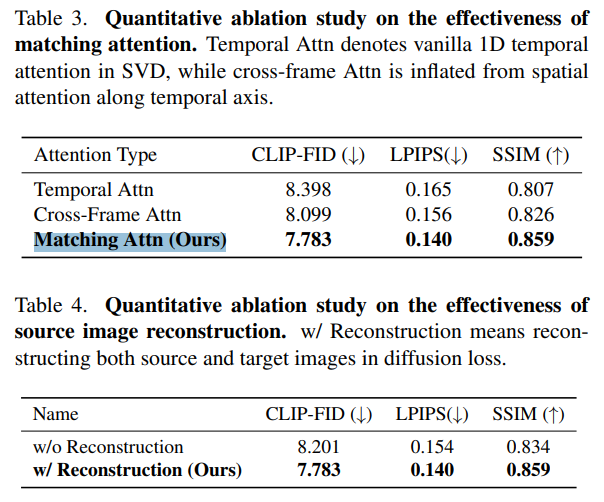 Table 3. Quantitative ablation study on the effectiveness of
matching attention. Temporal Attn denotes vanilla 1D temporal
attention in SVD, while cross-frame Attn is inflated from spatial
attention along temporal axis.
Attention Type CLIP-FID (↓) LPIPS(↓) SSIM (↑)
Temporal Attn 8.398 0.165 0.807
Cross-Frame Attn 8.099 0.156 0.826
Matching Attn (Ours) 7.783 0.140 0.859
Table 4. Quantitative ablation study on the effectiveness of
source image reconstruction. w/ Reconstruction means recon-
structing both source and target images in diffusion loss.
Name CLIP-FID (↓) LPIPS(↓) SSIM (↑)
w/o Reconstruction 8.201 0.154 0.834
w/ Reconstruction (Ours) 7.783 0.140 0.859